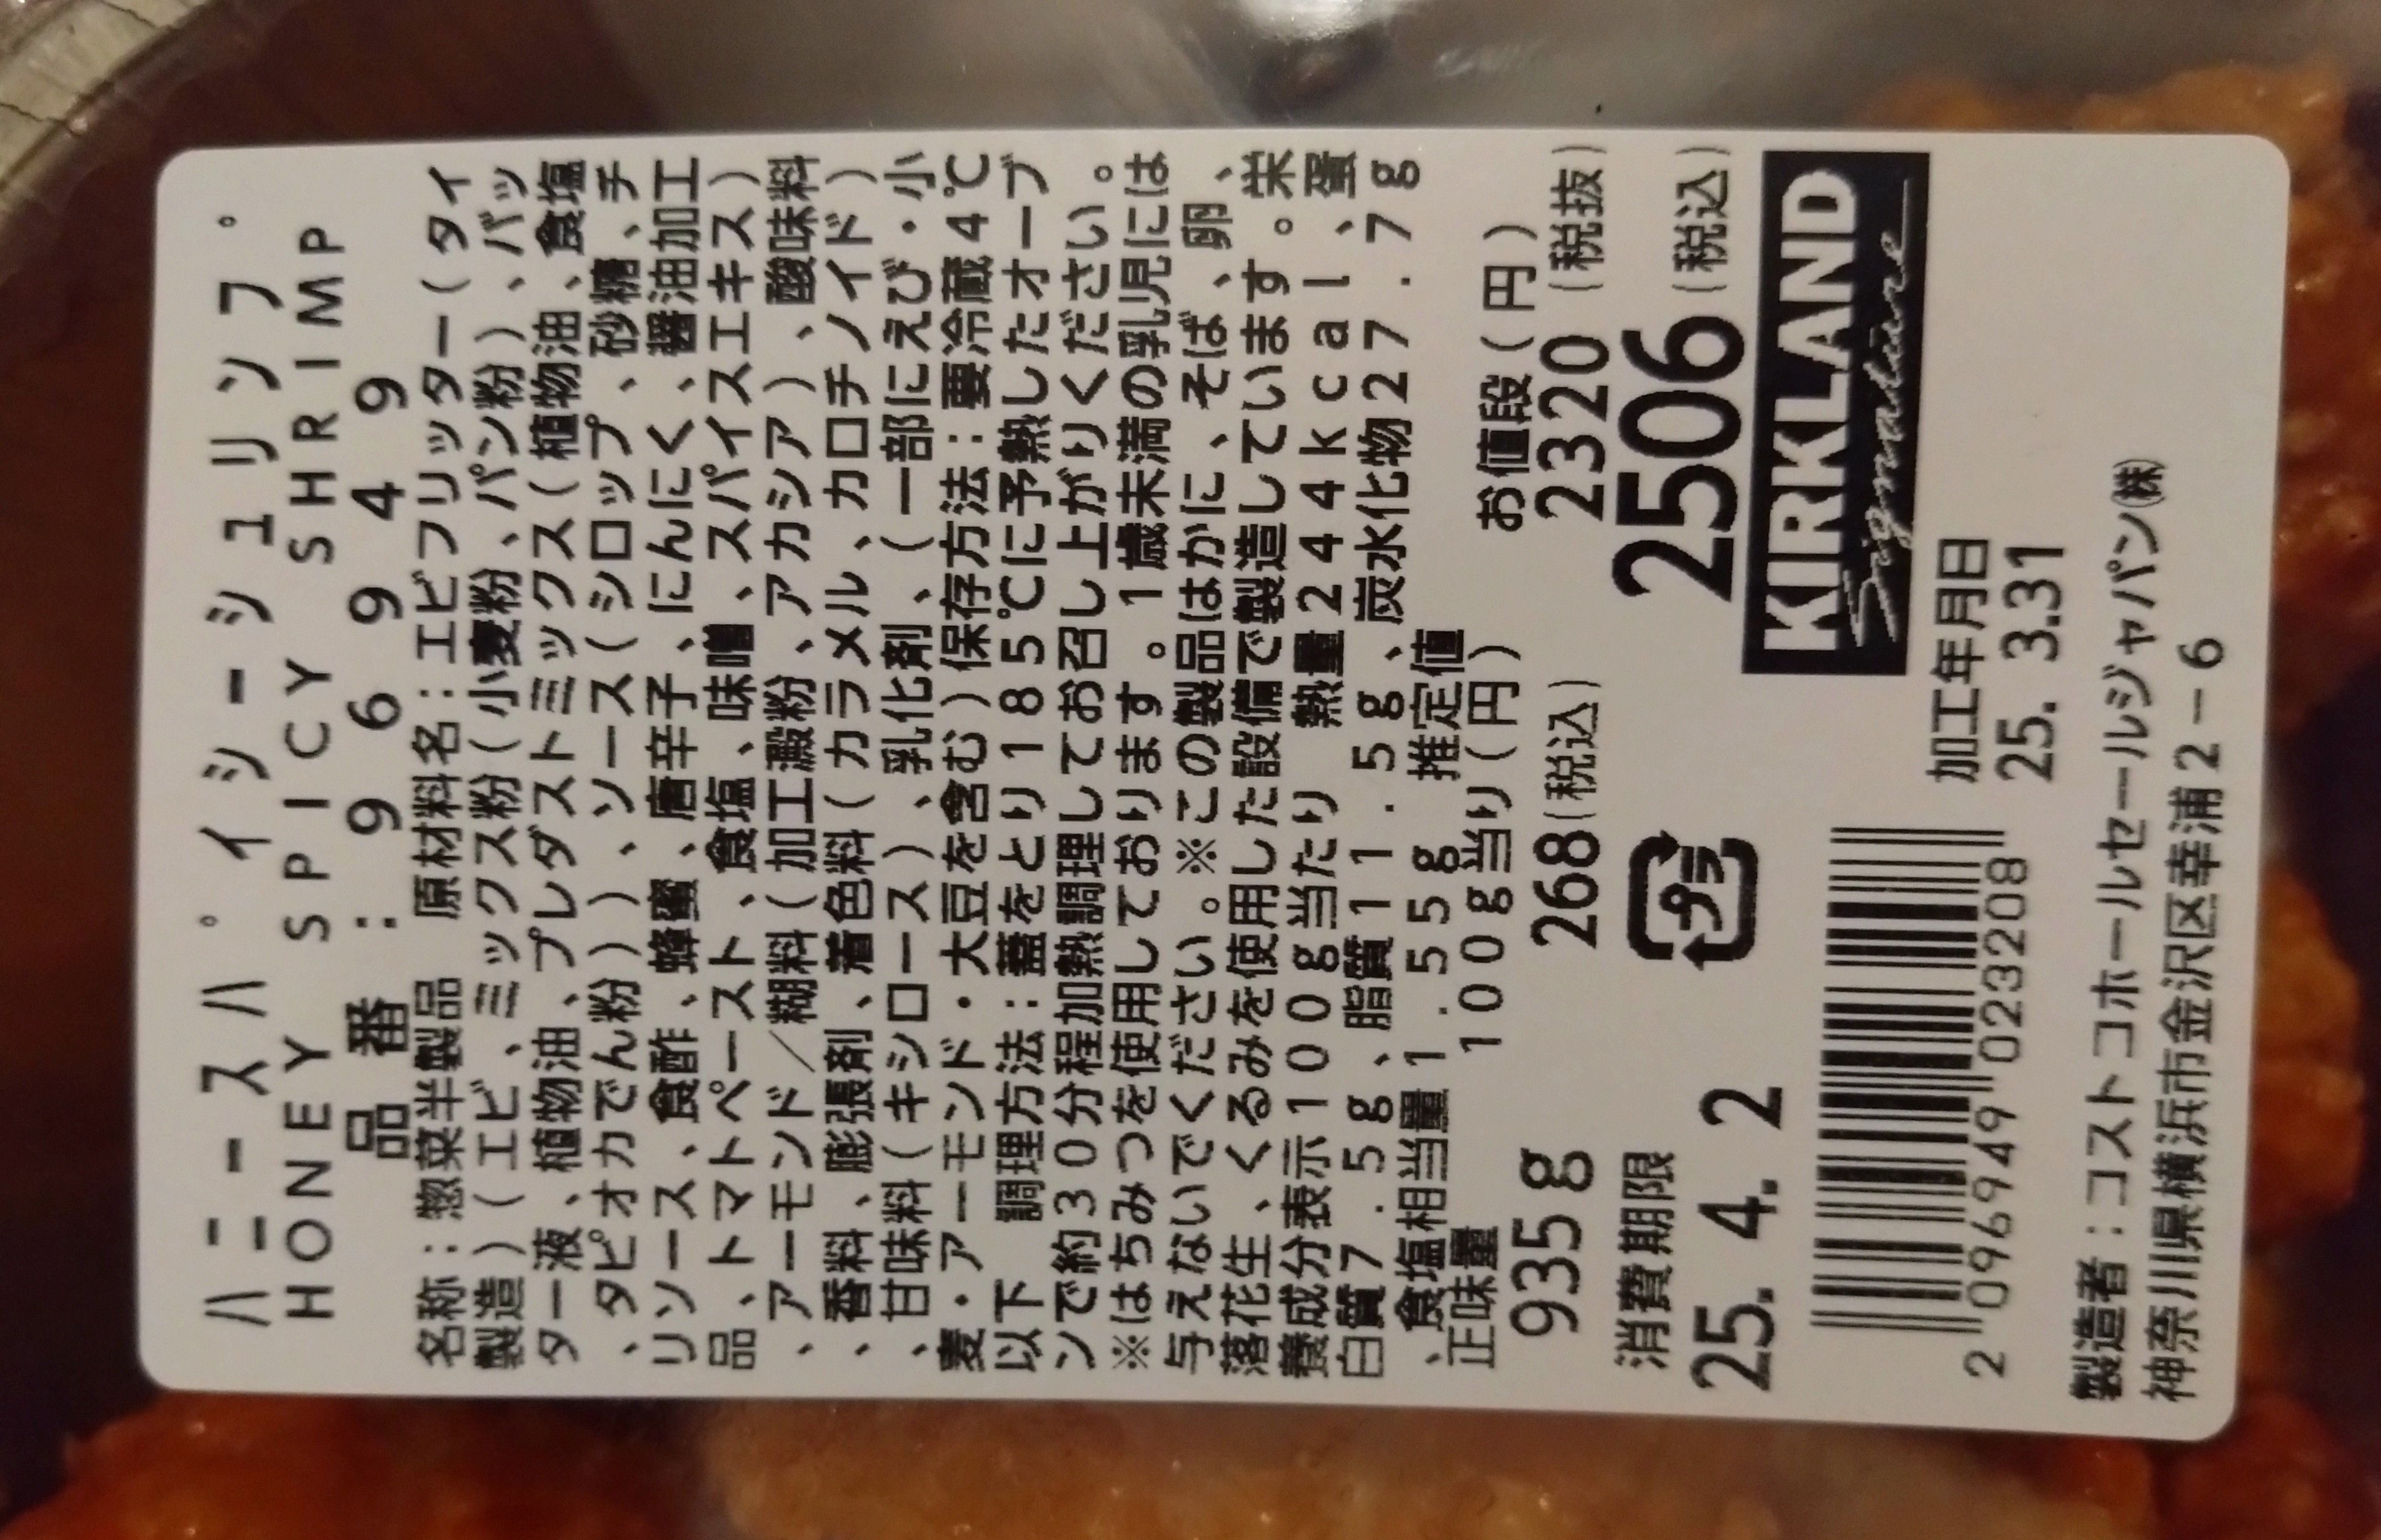 ハニースハ゜イシーシュリンフ゜
HONEY SPICY SHRIMP
品番:96949
名称:惣菜半製品 原材料名:エビフリッター(タイ
製造)(エビ、ミックス粉(小麦粉、パン粉)、バッ
ター液、植物油、プレダストミックス(植物油、食塩
、タピオカでん粉))、ソース(シロップ、砂糖、チ
リソース、食酢、蜂蜜、唐辛子、にんにく、醤油加工
品、トマトペースト、食塩、味噌、スパイスエキス)
、アーモンド/糊料(加工澱粉、アカシア)、酸味料
、香料、膨張剤、着色料(カラメル、カロチノイド)
、甘味料(キシロース)、乳化剤、(一部にえび・小
麦・アーモンド・大豆を含む)保存方法:要冷蔵4℃
以下 調理方法:蓋をとり185℃に予熱したオーブ
ンで約30分程加熱調理してお召し上がりください。
※はちみつを使用しております。1歳未満の乳児には
与えないでください。※この製品はかに、そば、卵、
落花生、くるみを使用した設備で製造しています。栄
養成分表示100g当たり 熱量244kcal、蛋
白質7.5g、脂質11.5g、炭水化物27.7g
、食塩相当量1.55g 推定値
正味量 100g当り(円) お値段(円)
935g 268(税込) 2320(税抜)
2506(税込)
消費期限
25. 4. 2
プラ
KIRKLAND
Signature
加工年月日
25. 3.31
2 096949 023208
製造者:コストコホールセールジャパン㈱
神奈川県横浜市金沢区幸浦2-6